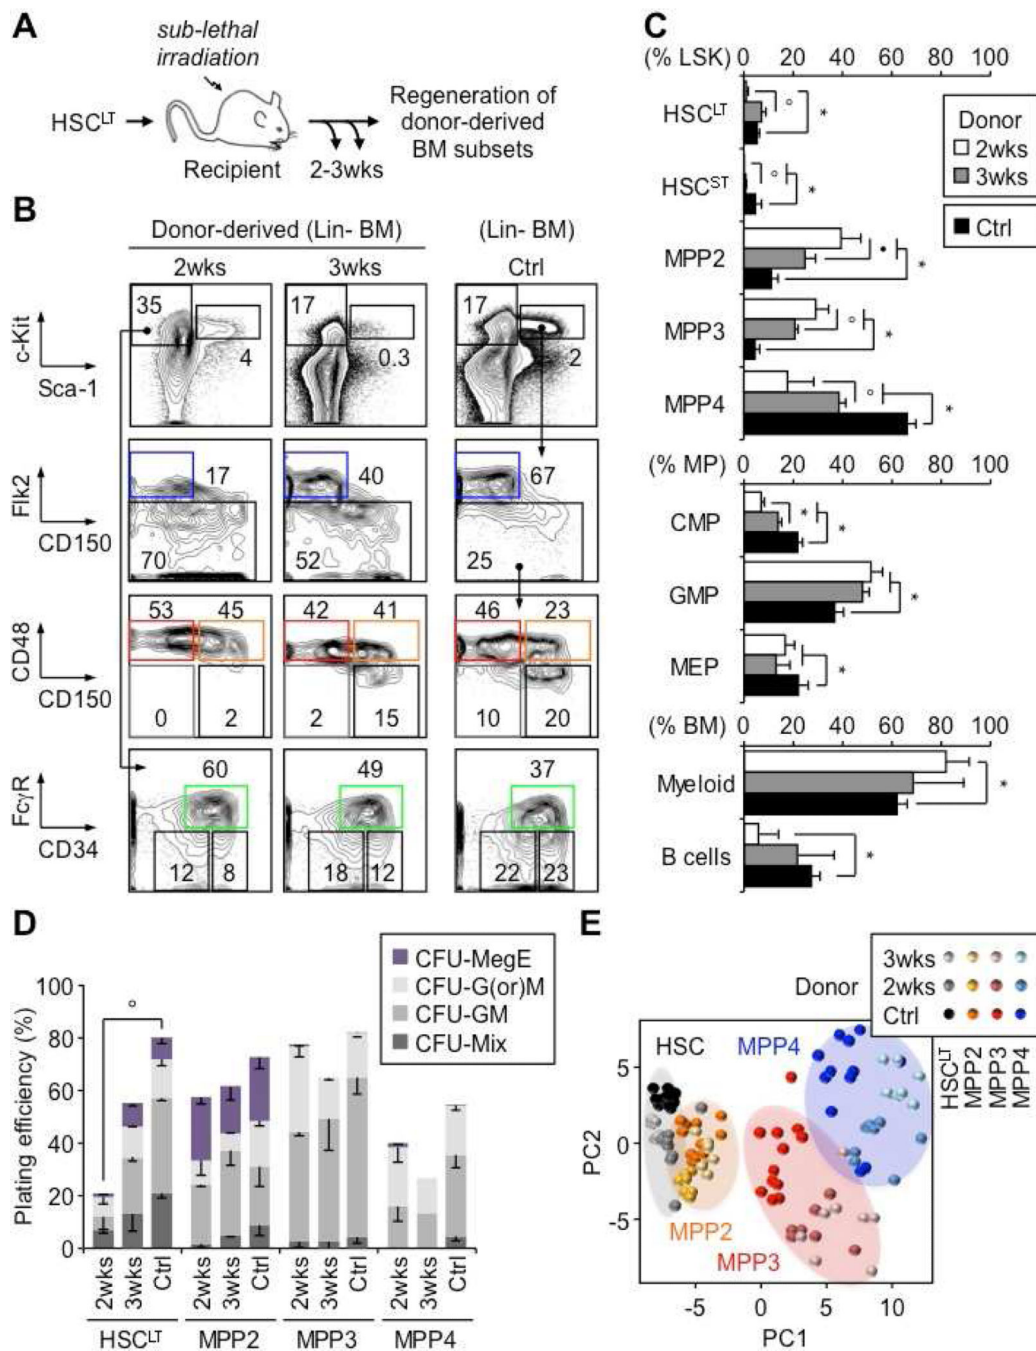 A
sub-lethal
irradiation
HSCLT
Recipient
2-3wks
Regeneration of
donor-derived
BM subsets
B
Donor-derived (Lin- BM)
(Lin- BM)
2wks
3wks
Ctrl
c-Kit
Sca-1
35
4
17
0.3
17
2
Flk2
CD150
17
70
40
52
67
25
CD48
CD150
53
45
0
2
42
41
2
15
46
23
10
20
FcγR
CD34
60
12
8
49
18
12
37
22
23
C
(% LSK)
0 20 40 60 100
HSCLT
°
*
HSCST
°
*
MPP2
•
*
MPP3
°
*
MPP4
°
*
Donor
2wks
3wks
Ctrl
(% MP)
0 20 40 60 80 100
CMP
*
*
GMP
*
MEP
*
(% BM)
0 20 40 60 80 100
Myeloid
*
B cells
*
D
CFU-MegE
CFU-G(or)M
CFU-GM
CFU-Mix
Plating efficiency (%)
100
80
60
40
20
0
°
2wks 3wks Ctrl 2wks 3wks Ctrl 2wks 3wks Ctrl 2wks 3wks Ctrl
HSCLT MPP2 MPP3 MPP4
E
3wks
Donor 2wks
Ctrl
HSCLT
MPP2
MPP3
MPP4
HSC
MPP4
MPP2
MPP3
PC2
5
0
-5
-5 0 5 10
PC1